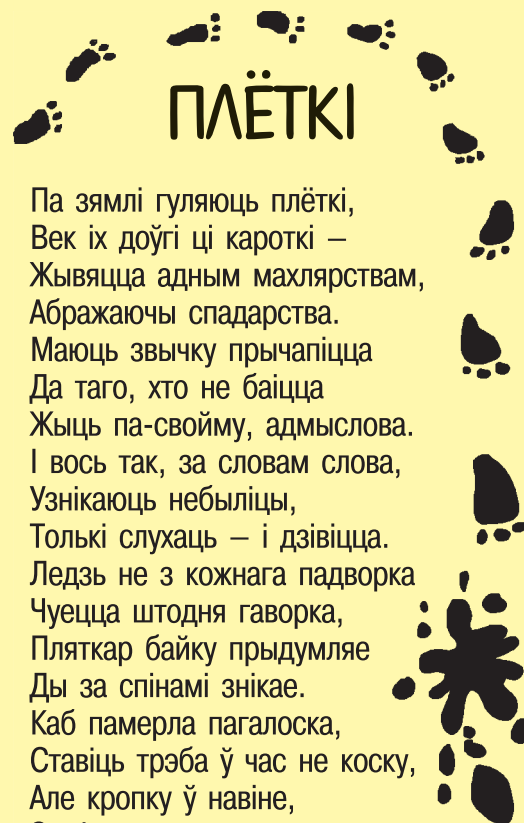 ПЛЁТКІ
Па зямлі гуляюць плёткі,
Век іх доўгі ці кароткі –
Жывяцца адным махлярствам,
Абражаючы спадарства.
Маюць звычку прычапіцца
Да таго, хто не баіцца
Жыць па-свойму, адмыслова.
І вось так, за словам слова,
Узнікаюць небыліцы,
Толькі слухаць – і дзівіцца.
Ледзь не з кожнага падворка
Чуецца штодня гаворка,
Пляткар байку прыдумляе
Ды за спінамі знікае.
Каб памерла пагалоска,
Ставіць трэба ў час не коску,
Але кропку ў навіне,